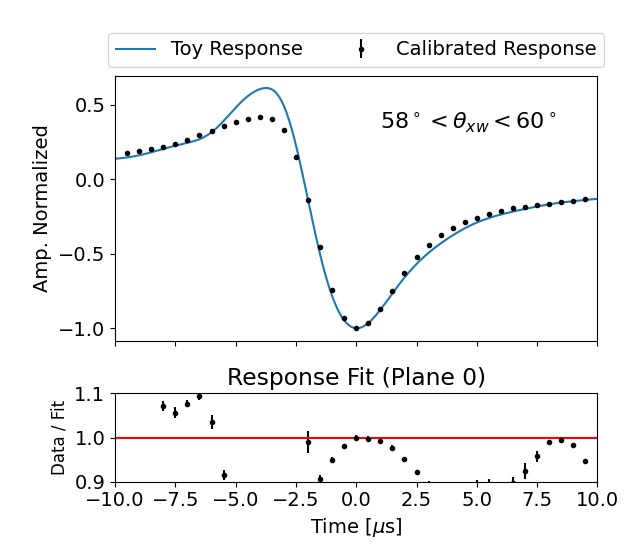 Toy Response Calibrated Response
58° < θxw < 60°
Amp. Normalized
0.5
0.0
−0.5
−1.0
Response Fit (Plane 0)
Data / Fit
1.1
1.0
0.9
−10.0 −7.5 −5.0 −2.5 0.0 2.5 5.0 7.5 10.0
Time [μs]